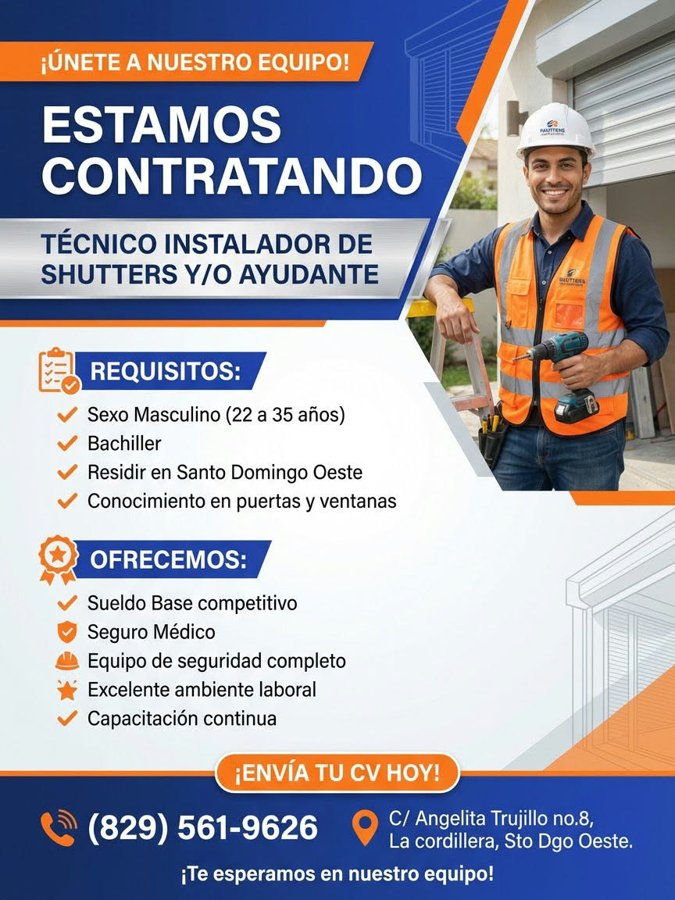 ¡ÚNETE A NUESTRO EQUIPO!
ESTAMOS
CONTRATANDO
TÉCNICO INSTALADOR DE
SHUTTERS Y/O AYUDANTE
REQUISITOS:
Sexo Masculino (22 a 35 años)
Bachiller
Residir en Santo Domingo Oeste
Conocimiento en puertas y ventanas
OFRECEMOS:
Sueldo Base competitivo
Seguro Médico
Equipo de seguridad completo
Excelente ambiente laboral
Capacitación continua
¡ENVÍA TU CV HOY!
(829) 561-9626
C/ Angelita Trujillo no.8,
La cordillera, Sto Dgo Oeste.
¡Te esperamos en nuestro equipo!